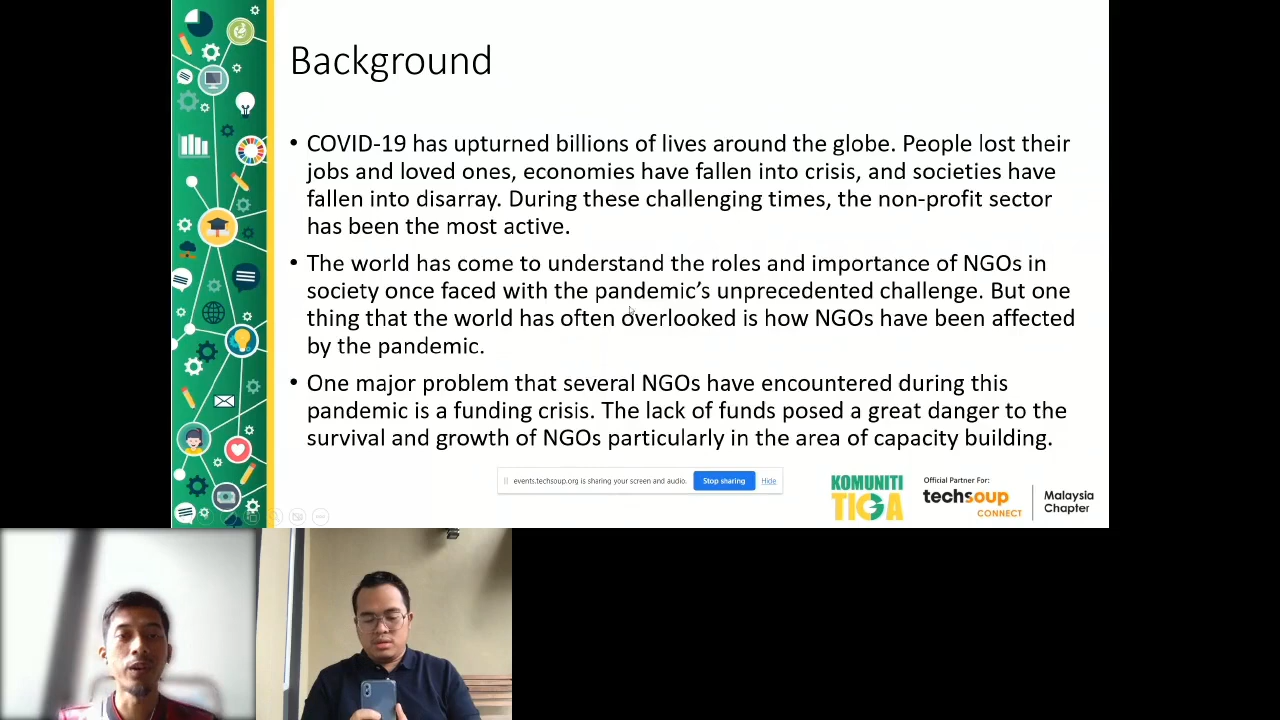 Background
• COVID-19 has upturned billions of lives around the globe. People lost their
jobs and loved ones, economies have fallen into crisis, and societies have
fallen into disarray. During these challenging times, the non-profit sector
has been the most active.
• The world has come to understand the roles and importance of NGOs in
society once faced with the pandemic’s unprecedented challenge. But one
thing that the world has often overlooked is how NGOs have been affected
by the pandemic.
• One major problem that several NGOs have encountered during this
pandemic is a funding crisis. The lack of funds posed a great danger to the
survival and growth of NGOs particularly in the area of capacity building.
events.techsoup.org is sharing your screen and audio. Stop sharing Hide
KOMUNITI
TIGA
Official Partner For:
techsoup
CONNECT
Malaysia
Chapter